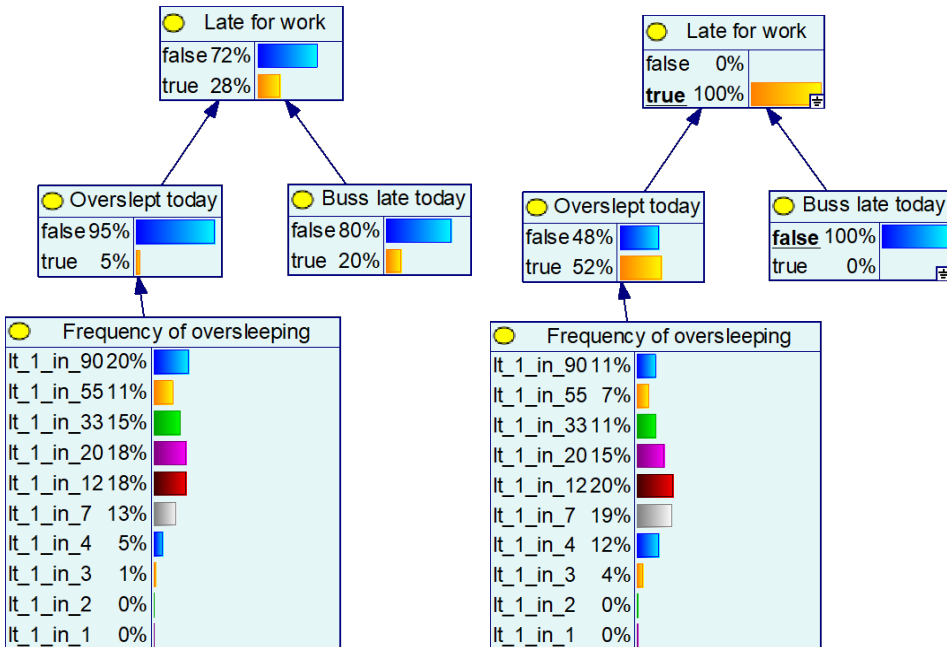 Late for work
false 72%
true 28%
Overslept today
false 95%
true 5%
Buss late today
false 80%
true 20%
Frequency of oversleeping
lt_1_in_90 20%
lt_1_in_55 11%
lt_1_in_33 15%
lt_1_in_20 18%
lt_1_in_12 18%
lt_1_in_7 13%
lt_1_in_4 5%
lt_1_in_3 1%
lt_1_in_2 0%
lt_1_in_1 0%
Late for work
false 0%
true 100%
Overslept today
false 48%
true 52%
Buss late today
false 100%
true 0%
Frequency of oversleeping
lt_1_in_90 11%
lt_1_in_55 7%
lt_1_in_33 11%
lt_1_in_20 15%
lt_1_in_12 20%
lt_1_in_7 19%
lt_1_in_4 12%
lt_1_in_3 4%
lt_1_in_2 0%
lt_1_in_1 0%